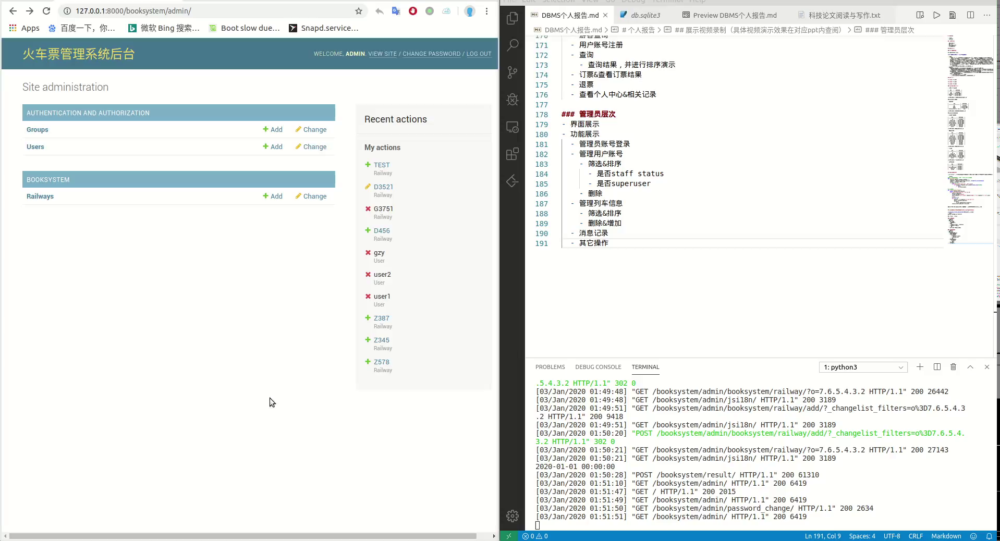 127.0.0.1:8000/booksystem/admin/
Apps 百度一下，你... 微软 Bing 搜索... Boot slow due... Snapd.service...
火车票管理系统后台
WELCOME, ADMIN. VIEW SITE / CHANGE PASSWORD / LOG OUT
Site administration
AUTHENTICATION AND AUTHORIZATION
Groups Add Change
Users Add Change
BOOKSYSTEM
Railways Add Change
Recent actions
My actions
TEST
Railway
D3521
Railway
G3751
Railway
D456
Railway
gzy
User
user2
User
user1
User
Z387
Railway
Z345
Railway
Z578
Railway
DBMS个人报告.md db.sqlite3 Preview DBMS个人报告.md 科技论文阅读与写作.txt
DBMS个人报告.md > # 个人报告 > ## 展示视频录制（具体视频演示效果在对应ppt内查阅） > ### 管理员层次
170 - 游客查询
171 - 用户账号注册
172 - 查询
173 - 查询结果，并进行排序演示
174 - 订票&查看订票结果
175 - 退票
176 - 查看个人中心&相关记录
177
178 ### 管理员层次
179 - 界面展示
180 - 功能展示
181 - 管理员账号登录
182 - 管理用户账号
183 - 筛选&排序
184 - 是否staff status
185 - 是否superuser
186 - 删除
187 - 管理列车信息
188 - 筛选&排序
189 - 删除&增加
190 - 消息记录
191 - 其它操作
PROBLEMS DEBUG CONSOLE TERMINAL 1: python3
.5.4.3.2 HTTP/1.1" 302 0
[03/Jan/2020 01:49:48] "GET /booksystem/admin/booksystem/railway/?o=7.6.5.4.3.2 HTTP/1.1" 200 26442
[03/Jan/2020 01:49:48] "GET /booksystem/admin/jsi18n/ HTTP/1.1" 200 3189
[03/Jan/2020 01:49:51] "GET /booksystem/admin/booksystem/railway/add/?_changelist_filters=o%3D7.6.5.4.3
.2 HTTP/1.1" 200 9418
[03/Jan/2020 01:49:51] "GET /booksystem/admin/jsi18n/ HTTP/1.1" 200 3189
[03/Jan/2020 01:50:20] "POST /booksystem/admin/booksystem/railway/add/?_changelist_filters=o%3D7.6.5.4.
3.2 HTTP/1.1" 302 0
[03/Jan/2020 01:50:21] "GET /booksystem/admin/booksystem/railway/?o=7.6.5.4.3.2 HTTP/1.1" 200 27143
[03/Jan/2020 01:50:21] "GET /booksystem/admin/jsi18n/ HTTP/1.1" 200 3189
2020-01-01 00:00:00
[03/Jan/2020 01:50:28] "POST /booksystem/result/ HTTP/1.1" 200 61310
[03/Jan/2020 01:51:10] "GET /booksystem/admin/ HTTP/1.1" 200 6419
[03/Jan/2020 01:51:47] "GET / HTTP/1.1" 200 2015
[03/Jan/2020 01:51:49] "GET /booksystem/admin/ HTTP/1.1" 200 6419
[03/Jan/2020 01:51:50] "GET /booksystem/admin/password_change/ HTTP/1.1" 200 2634
[03/Jan/2020 01:51:51] "GET /booksystem/admin/ HTTP/1.1" 200 6419
0 0 Ln 191, Col 9 Spaces: 4 UTF-8 CRLF Markdown